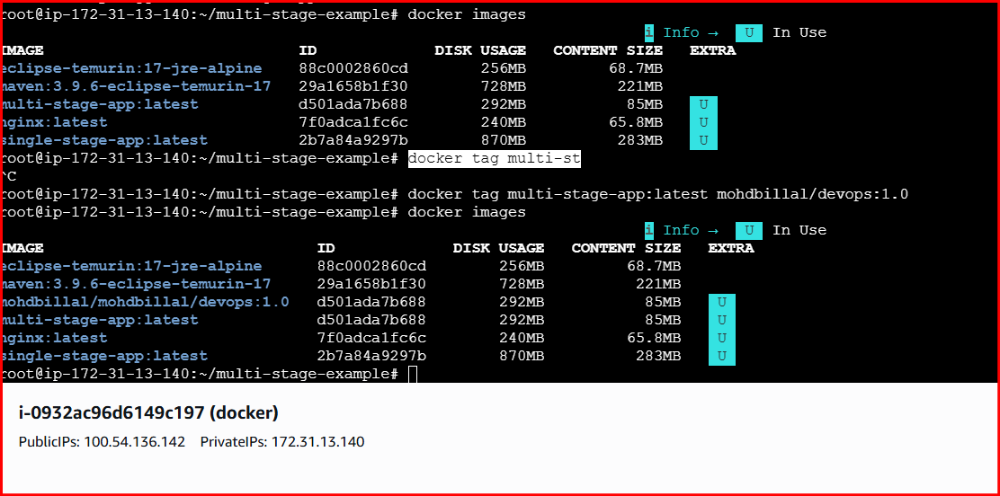 root@ip-172-31-13-140:~/multi-stage-example# docker images
i Info → U In Use
IMAGE ID DISK USAGE CONTENT SIZE EXTRA
eclipse-temurin:17-jre-alpine 88c0002860cd 256MB 68.7MB
maven:3.9.6-eclipse-temurin-17 29a1658b1f30 728MB 221MB
multi-stage-app:latest d501ada7b688 292MB 85MB U
nginx:latest 7f0adca1fc6c 240MB 65.8MB U
single-stage-app:latest 2b7a84a9297b 870MB 283MB U
root@ip-172-31-13-140:~/multi-stage-example# docker tag multi-st
^C
root@ip-172-31-13-140:~/multi-stage-example# docker tag multi-stage-app:latest mohdbillal/devops:1.0
root@ip-172-31-13-140:~/multi-stage-example# docker images
i Info → U In Use
IMAGE ID DISK USAGE CONTENT SIZE EXTRA
eclipse-temurin:17-jre-alpine 88c0002860cd 256MB 68.7MB
maven:3.9.6-eclipse-temurin-17 29a1658b1f30 728MB 221MB
mohdbillal/mohdbillal/devops:1.0 d501ada7b688 292MB 85MB U
multi-stage-app:latest d501ada7b688 292MB 85MB U
nginx:latest 7f0adca1fc6c 240MB 65.8MB U
single-stage-app:latest 2b7a84a9297b 870MB 283MB U
root@ip-172-31-13-140:~/multi-stage-example#
i-0932ac96d6149c197 (docker)
PublicIPs: 100.54.136.142 PrivateIPs: 172.31.13.140